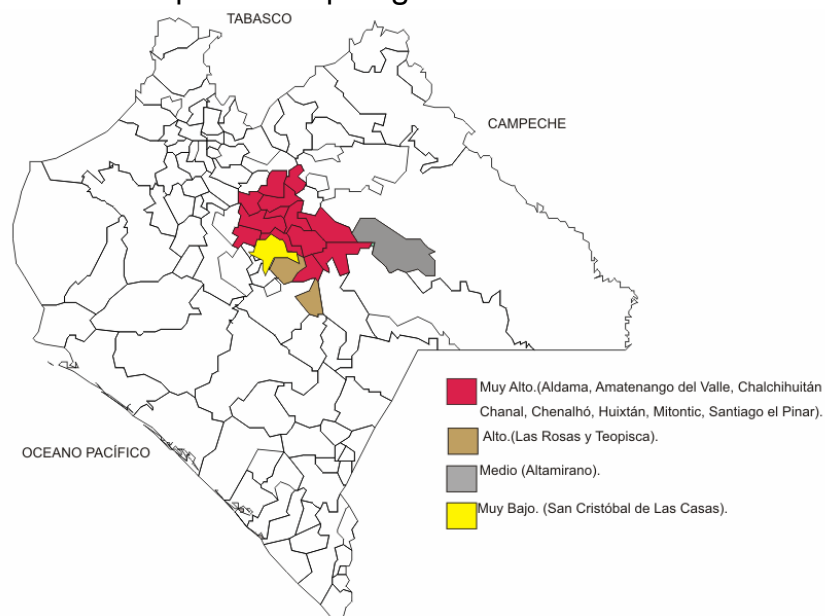 TABASCO
CAMPECHE
OCEANO PACÍFICO
Muy Alto.(Aldama, Amatenango del Valle, Chalchihuitán
Chanal, Chenalhó, Huixtán, Mitontic, Santiago el Pinar).
Alto.(Las Rosas y Teopisca).
Medio (Altamirano).
Muy Bajo. (San Cristóbal de Las Casas).